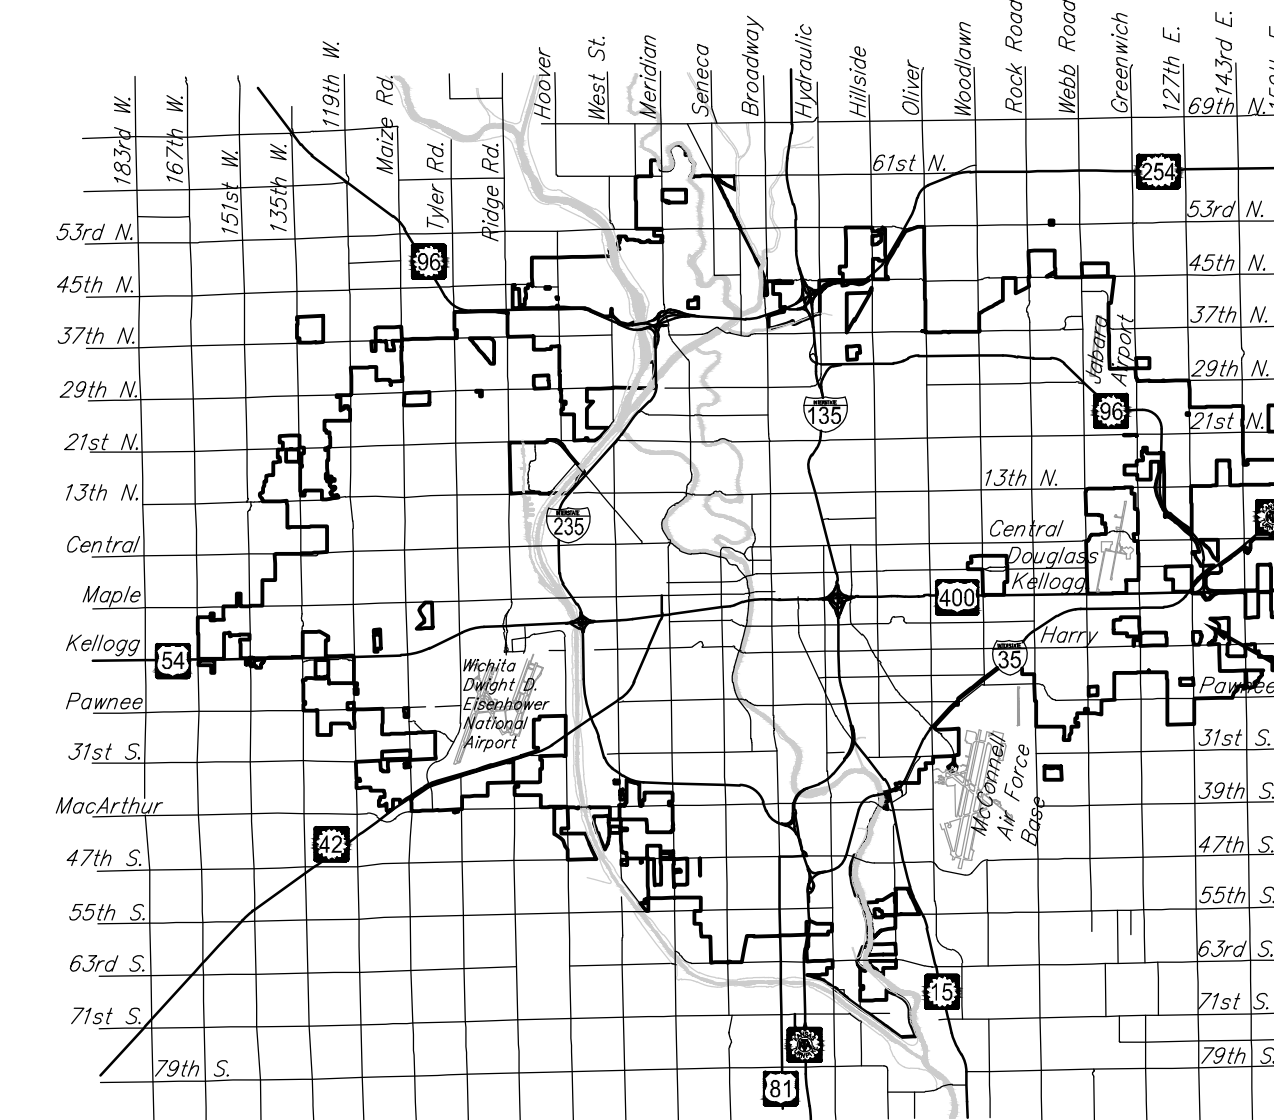 183rd W.
167th W.
151st W.
135th W.
119th W.
Maize Rd.
Tyler Rd.
Ridge Rd.
Hoover
West St.
Meridian
Seneca
Broadway
Hydraulic
Hillside
Oliver
Woodlawn
Rock Road
Webb Road
Greenwich
127th E.
143rd E.
69th N.
61st N.
254
53rd N.
53rd N.
96
45th N.
45th N.
37th N.
37th N.
Jabara
Airport
29th N.
29th N.
INTERSTATE
135
96
21st N.
21st N.
13th N.
13th N.
INTERSTATE
235
Central
Central
Douglass
Kellogg
Maple
400
Kellogg
54
Harry
INTERSTATE
35
Wichita
Dwight D.
Eisenhower
National
Airport
Pawnee
Pawnee
31st S.
31st S.
McConnell
Air Force
Base
MacArthur
39th S.
42
47th S.
47th S.
55th S.
55th S.
63rd S.
63rd S.
15
71st S.
71st S.
79th S.
79th S.
81